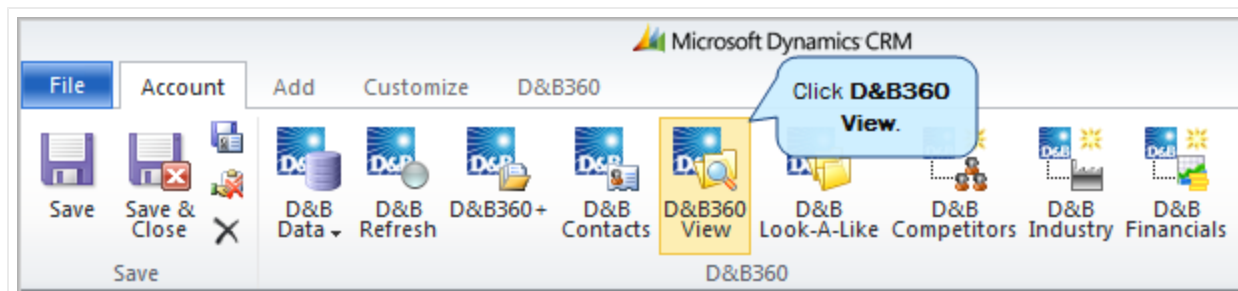 Microsoft Dynamics CRM
File Account Add Customize D&B360
Click D&B360
View.
D&B D&B D&B D&B D&B D&B D&B D&B D&B
Save Save & D&B D&B D&B360+ D&B D&B360 D&B D&B D&B D&B
Close Data Refresh Contacts View Look-A-Like Competitors Industry Financials
Save D&B360